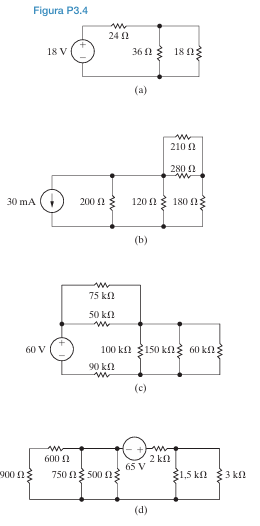 Figura P3.4
24 Ω
18 V
36 Ω
18 Ω
(a)
210 Ω
280 Ω
30 mA
200 Ω
120 Ω
180 Ω
(b)
75 kΩ
50 kΩ
60 V
100 kΩ
150 kΩ
60 kΩ
90 kΩ
(c)
600 Ω
65 V
2 kΩ
900 Ω
750 Ω
500 Ω
1,5 kΩ
3 kΩ
(d)